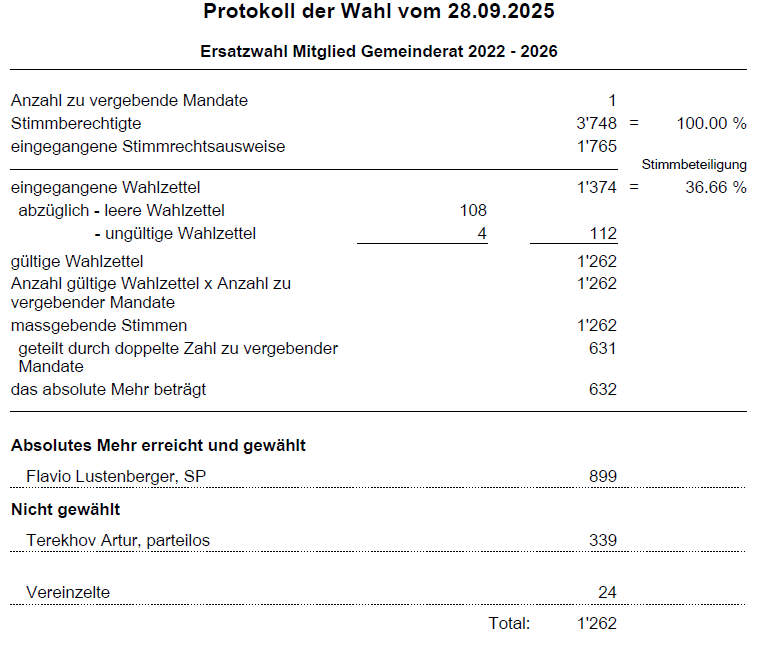 Protokoll der Wahl vom 28.09.2025
Ersatzwahl Mitglied Gemeinderat 2022 - 2026
Anzahl zu vergebende Mandate 1
Stimmberechtigte 3'748 = 100.00 %
eingegangene Stimmrechtsausweise 1'765
Stimmbeteiligung
eingegangene Wahlzettel 1'374 = 36.66 %
abzüglich - leere Wahlzettel 108
- ungültige Wahlzettel 4 112
gültige Wahlzettel 1'262
Anzahl gültige Wahlzettel x Anzahl zu 1'262
vergebender Mandate
massgebende Stimmen 1'262
geteilt durch doppelte Zahl zu vergebender 631
Mandate
das absolute Mehr beträgt 632
Absolutes Mehr erreicht und gewählt
Flavio Lustenberger, SP 899
Nicht gewählt
Terekhov Artur, parteilos 339
Vereinzelte 24
Total: 1'262